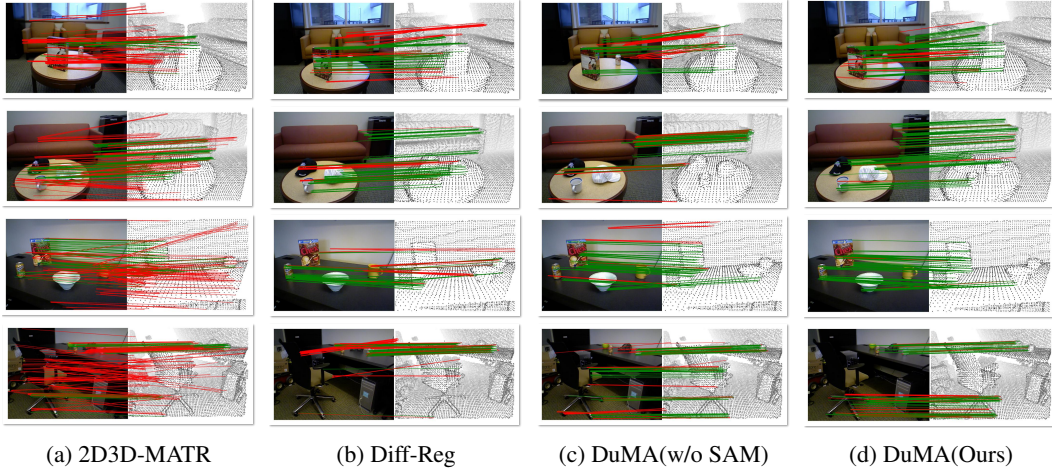 (a) 2D3D-MATR
(b) Diff-Reg
(c) DuMA(w/o SAM)
(d) DuMA(Ours)